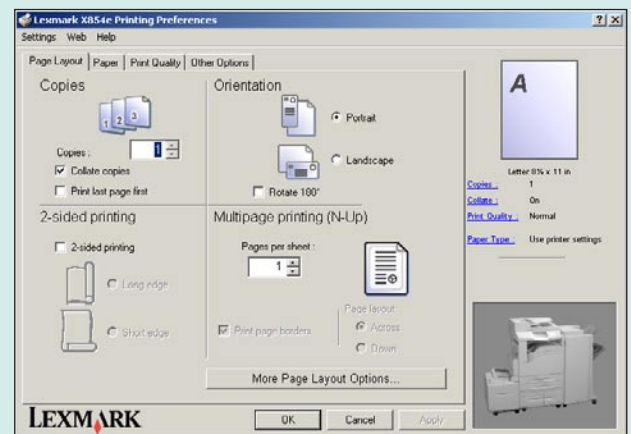 Lexmark X854e Printing Preferences
Settings Web Help
Page Layout Paper Print Quality Other Options
Copies
1 2 3
Copies :
1
Collate copies
Print last page first
Orientation
Portrait
Landscape
Rotate 180°
2-sided printing
2-sided printing
Long edge
Short edge
Multipage printing (N-Up)
Pages per sheet :
1
Print page borders
Page layout
Across
Down
More Page Layout Options...
A
Letter 8½ x 11 in
Copies : 1
Collate : On
Print Quality : Normal
Paper Type : Use printer settings
LEXMARK
OK Cancel Apply